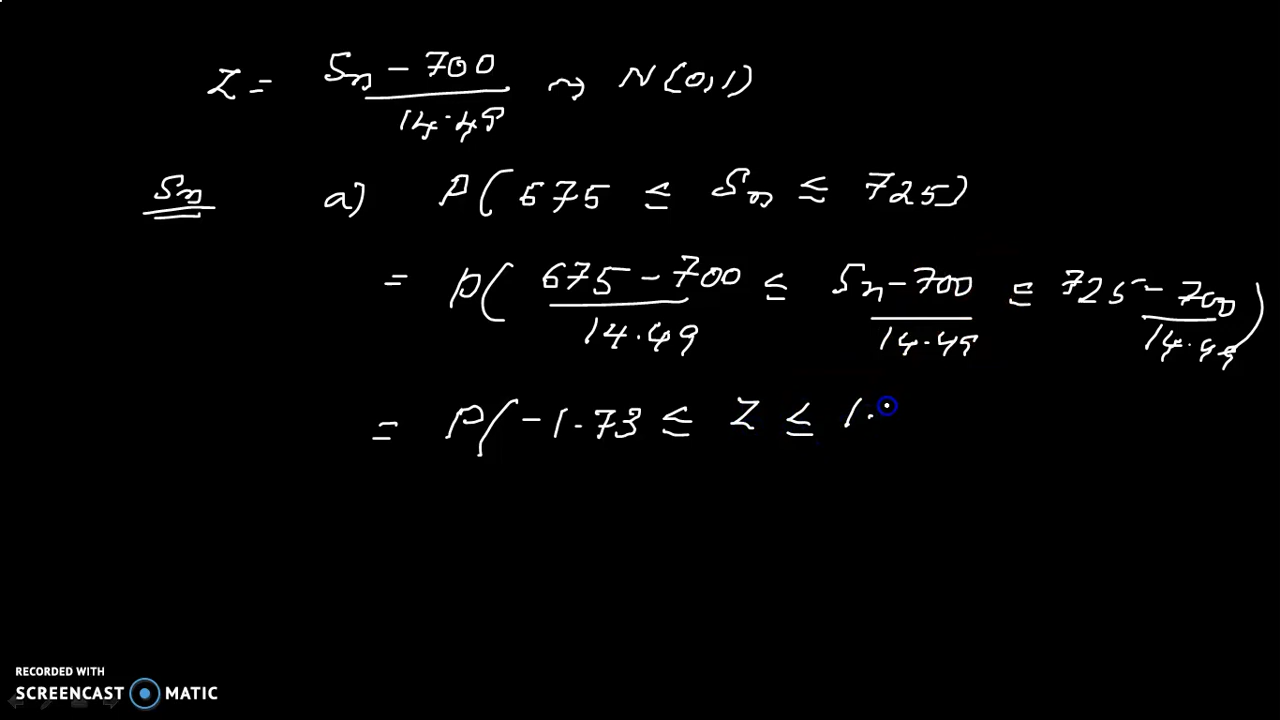 Z = (Sn - 700)/14.49 ~ N(0,1)
Sn a) P(675 ≤ Sn ≤ 725)
= P((675 - 700)/14.49 ≤ (Sn - 700)/14.49 ≤ (725 - 700)/14.49)
= P(-1.73 ≤ Z ≤ 1.
RECORDED WITH
SCREENCAST MATIC